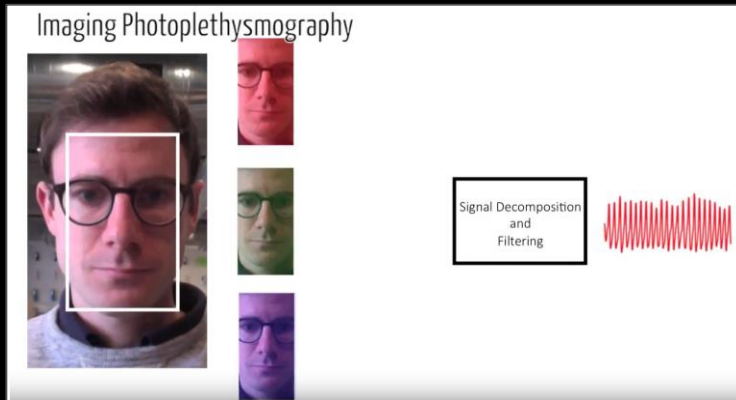 Imaging Photoplethysmography
Signal Decomposition
and
Filtering